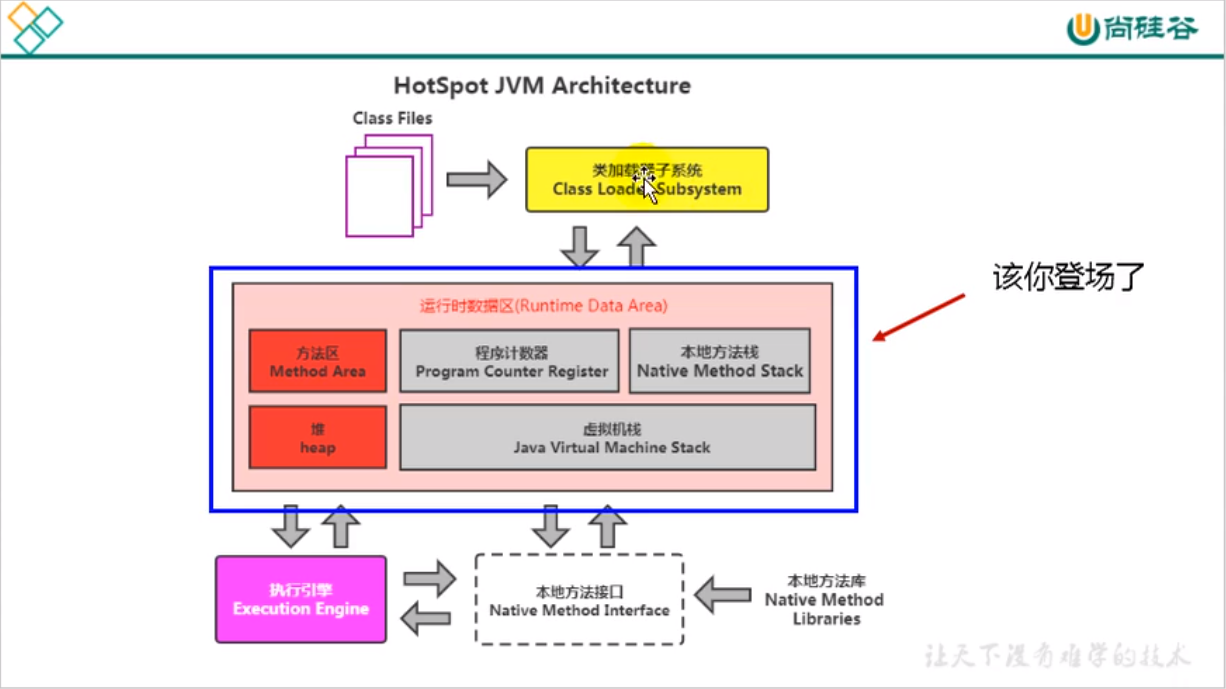 尚硅谷
HotSpot JVM Architecture
Class Files
类加载器子系统
Class Loader Subsystem
该你登场了
运行时数据区(Runtime Data Area)
方法区
Method Area
程序计数器
Program Counter Register
本地方法栈
Native Method Stack
堆
heap
虚拟机栈
Java Virtual Machine Stack
执行引擎
Execution Engine
本地方法接口
Native Method Interface
本地方法库
Native Method
Libraries
让天下没有难学的技术